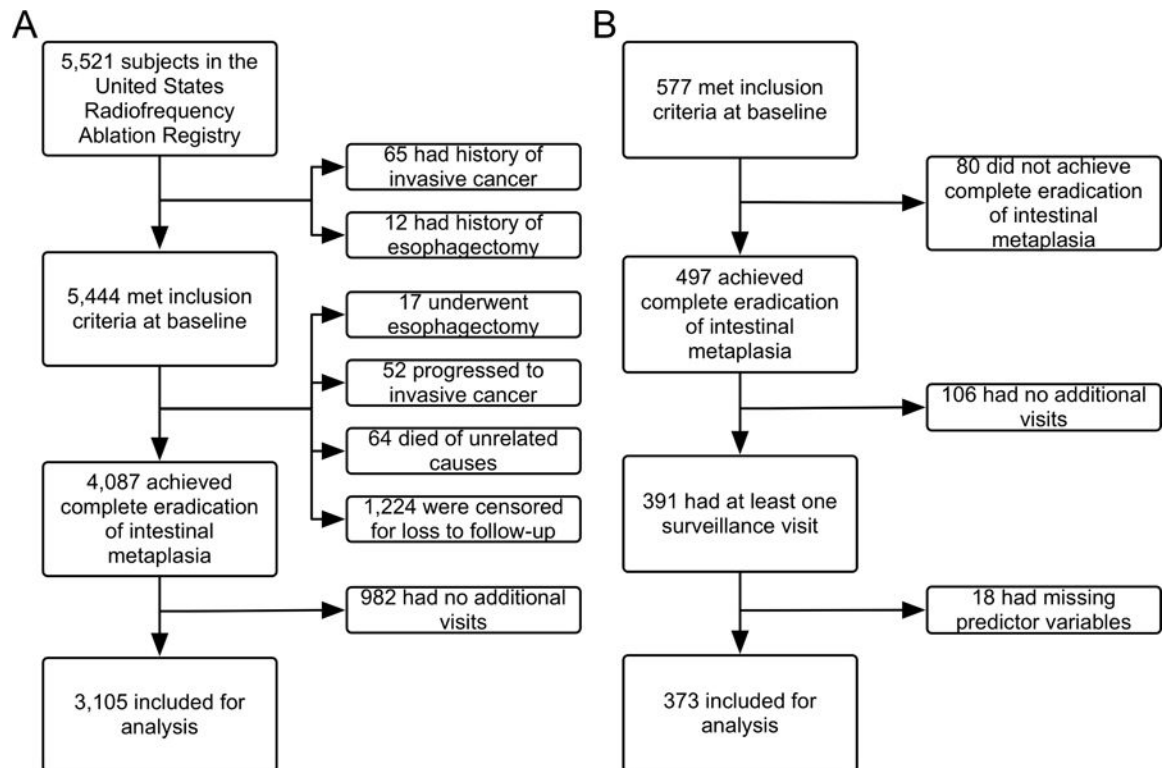 A
5,521 subjects in the
United States
Radiofrequency
Ablation Registry
65 had history of
invasive cancer
12 had history of
esophagectomy
5,444 met inclusion
criteria at baseline
17 underwent
esophagectomy
52 progressed to
invasive cancer
64 died of unrelated
causes
1,224 were censored
for loss to follow-up
4,087 achieved
complete eradication
of intestinal
metaplasia
982 had no additional
visits
3,105 included for
analysis
B
577 met inclusion
criteria at baseline
80 did not achieve
complete eradication
of intestinal
metaplasia
497 achieved
complete eradication
of intestinal
metaplasia
106 had no additional
visits
391 had at least one
surveillance visit
18 had missing
predictor variables
373 included for
analysis